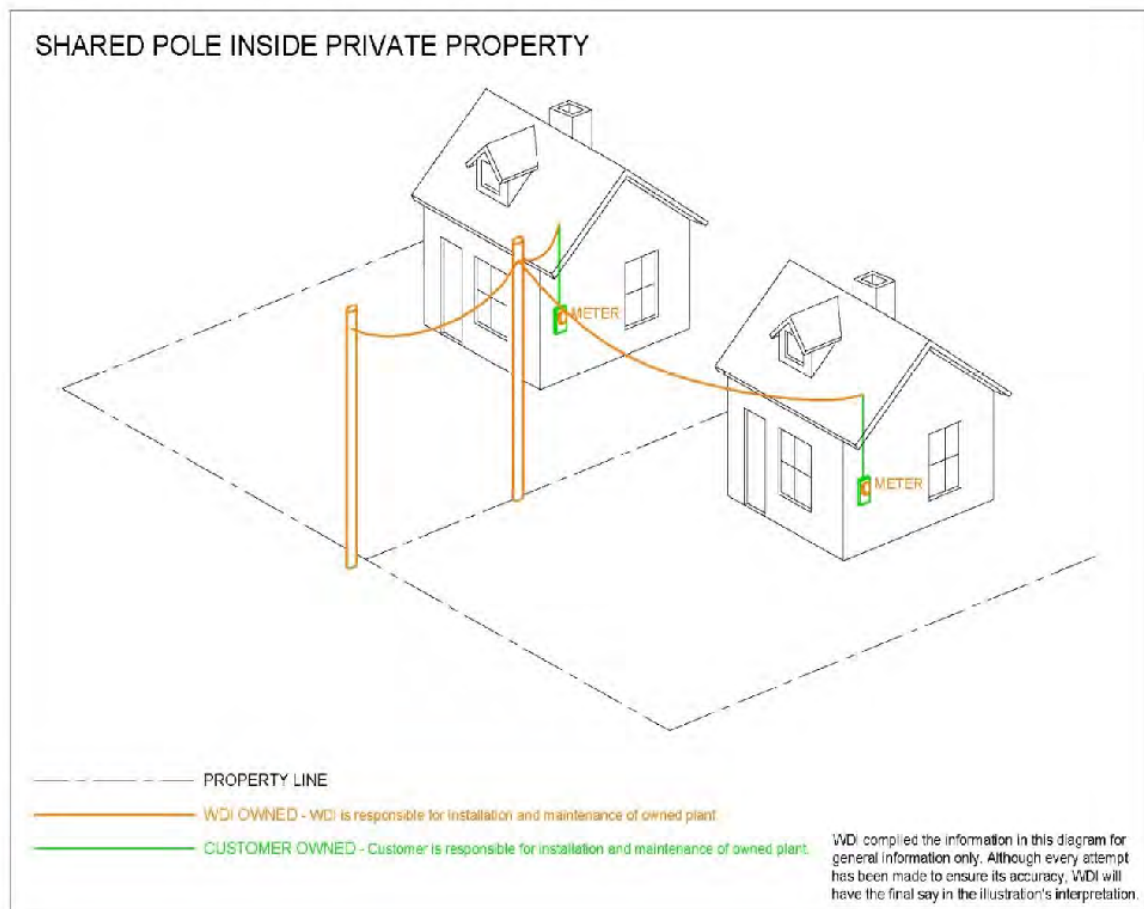 SHARED POLE INSIDE PRIVATE PROPERTY
METER
METER
PROPERTY LINE
WDI OWNED - WDI is responsible for installation and maintenance of owned plant.
CUSTOMER OWNED - Customer is responsible for installation and maintenance of owned plant.
WDI complied the information in this diagram for
general information only. Although every attempt
has been made to ensure its accuracy, WDI will
have the final say in the illustration's interpretation.